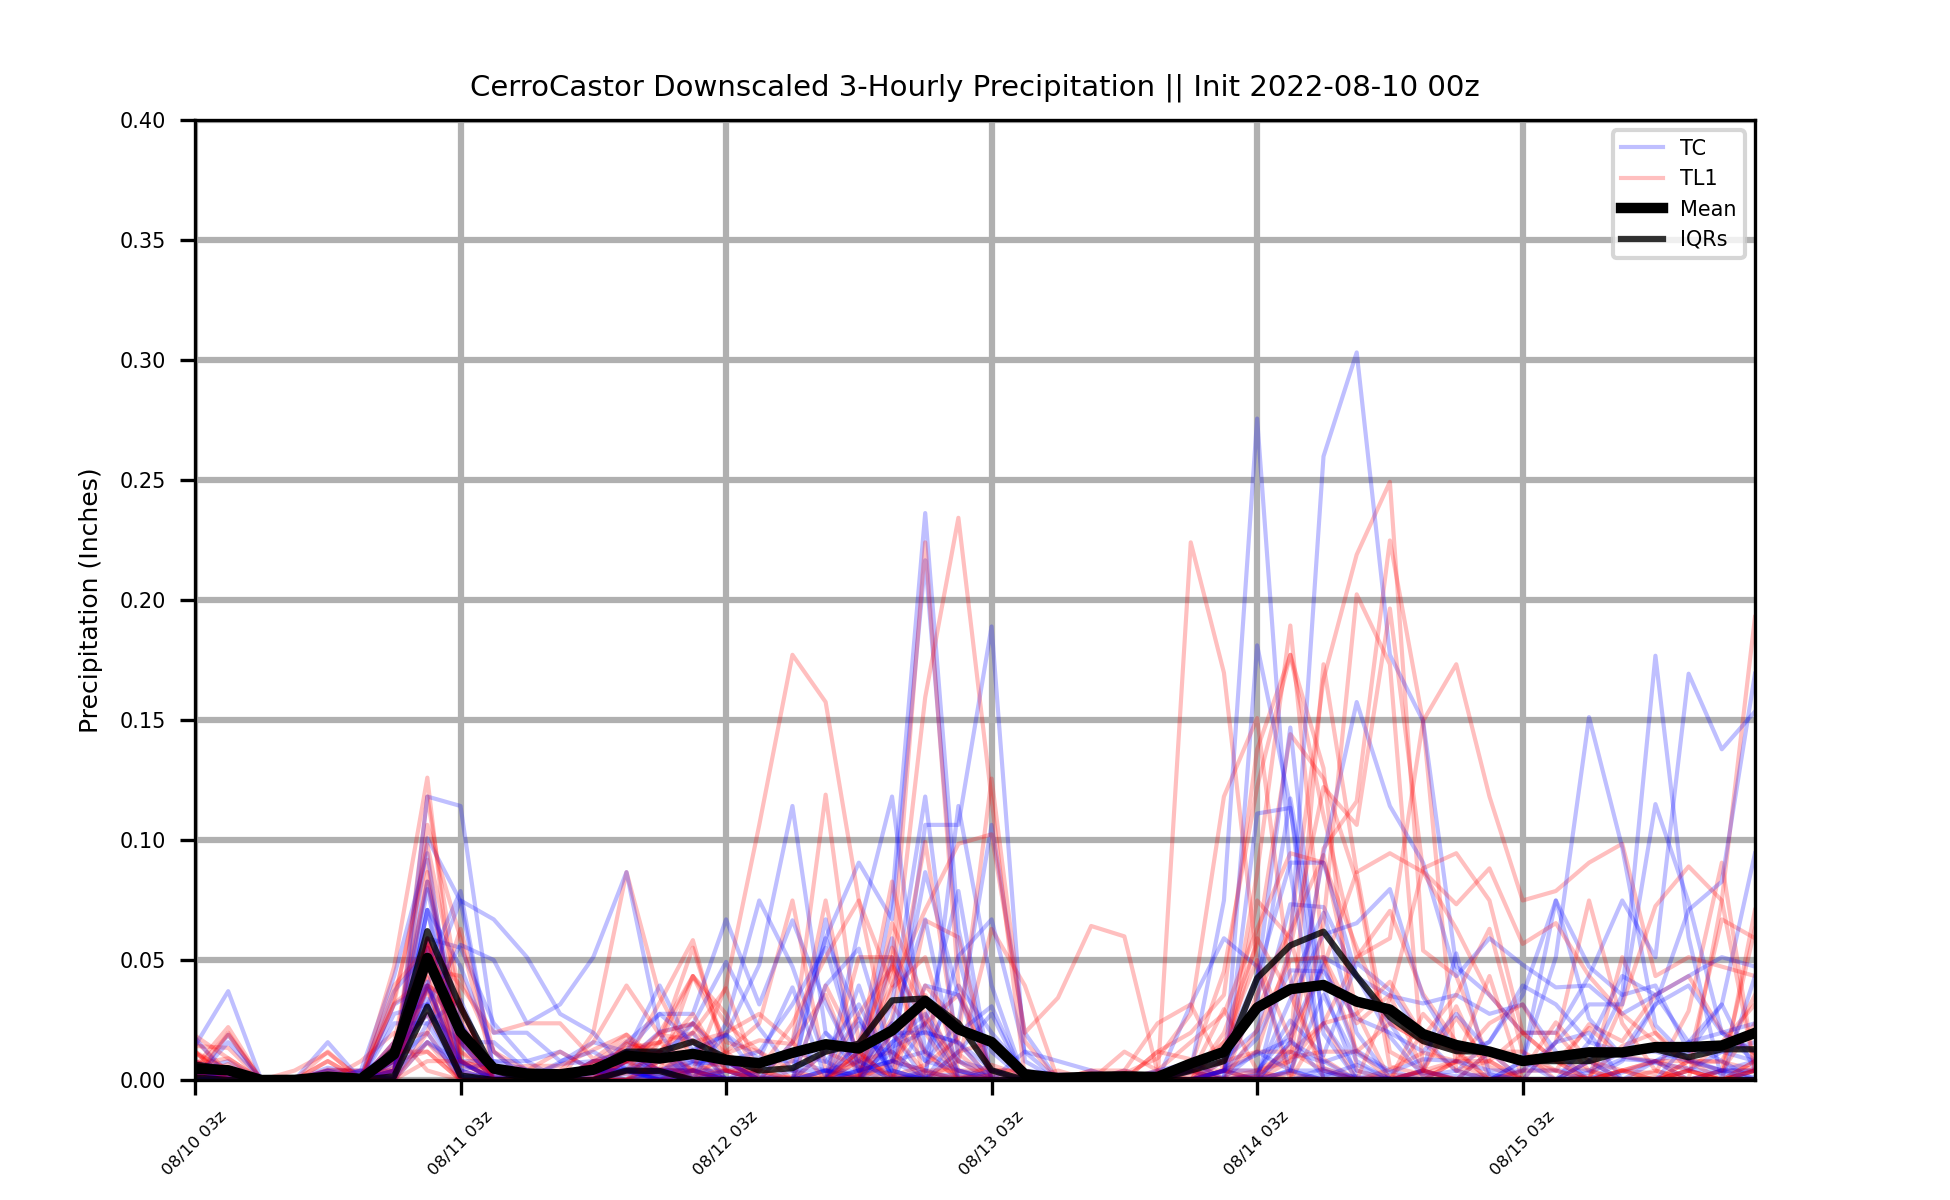 CerroCastor Downscaled 3-Hourly Precipitation || Init 2022-08-10 00z
0.40
0.35
0.30
0.25
0.20
0.15
0.10
0.05
0.00
Precipitation (Inches)
TC
TL1
Mean
IQRs
08/10 03z
08/11 03z
08/12 03z
08/13 03z
08/14 03z
08/15 03z